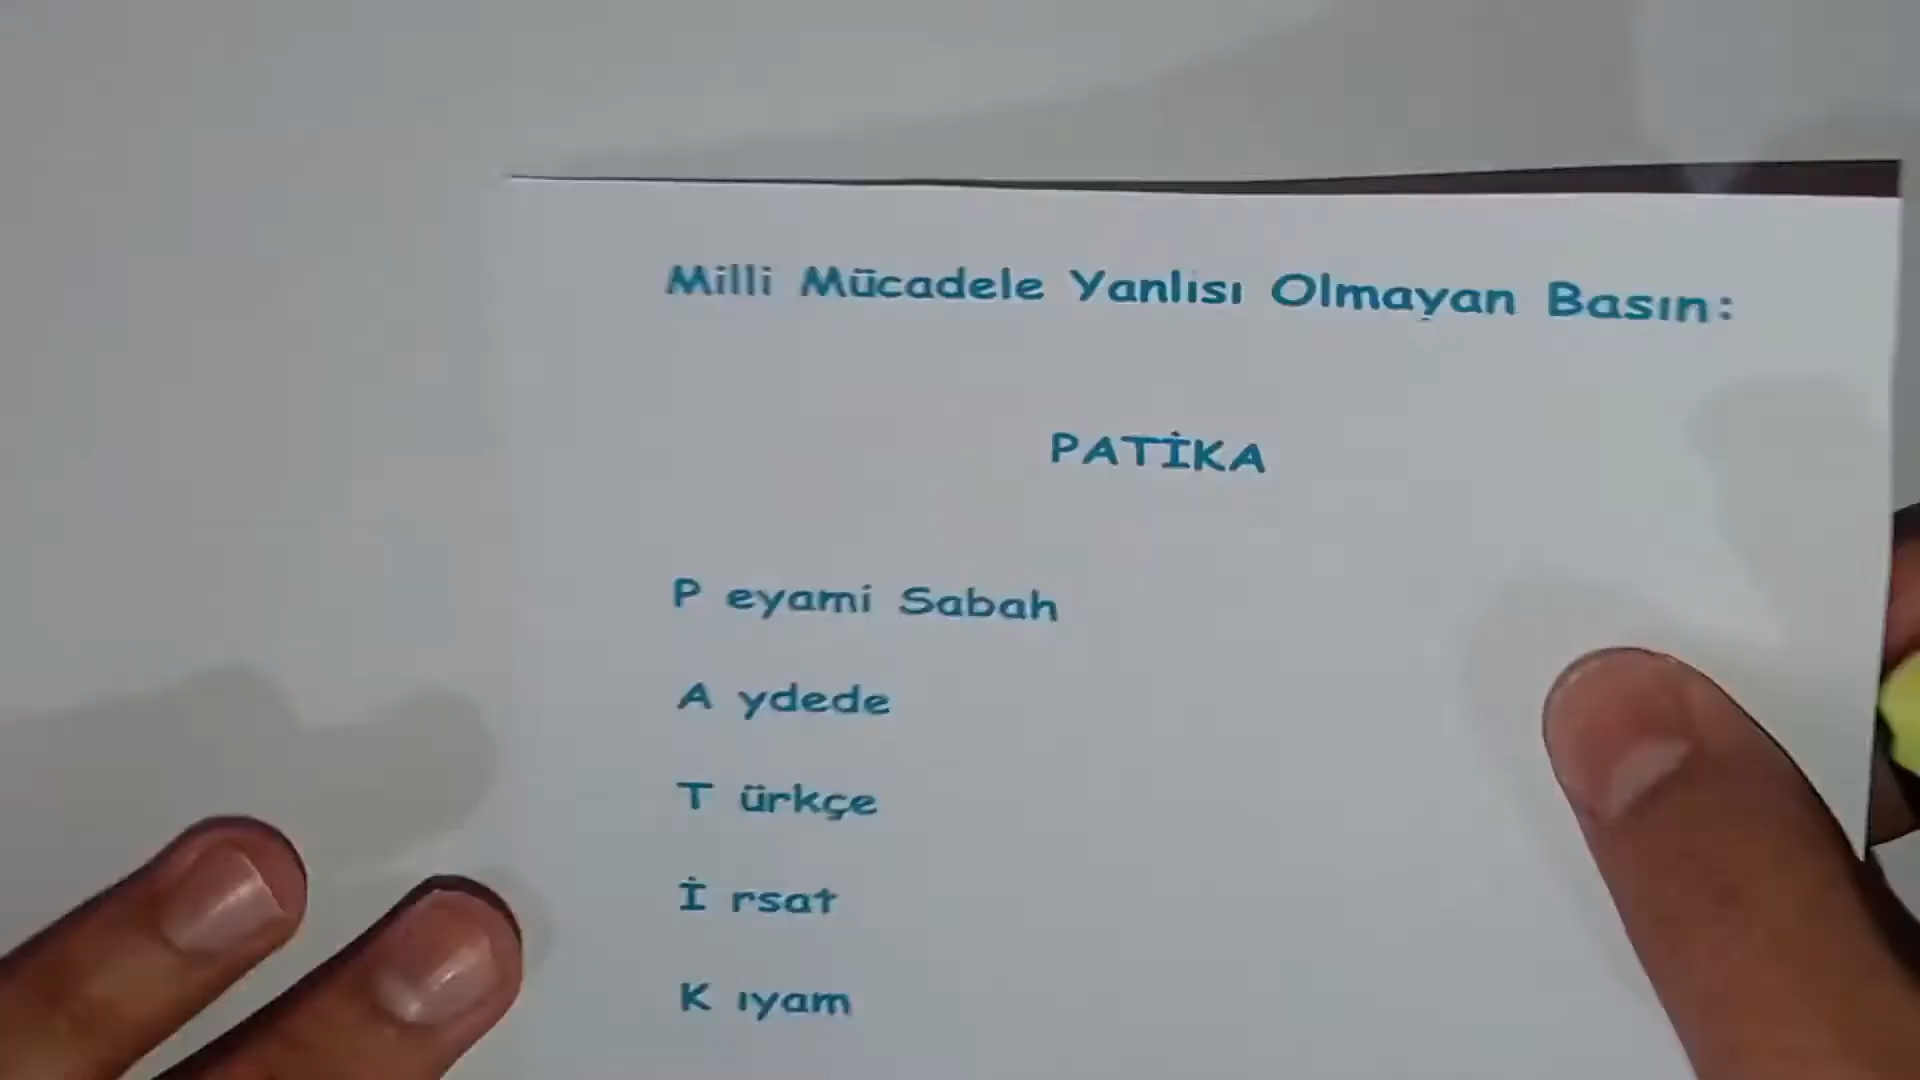 Milli Mücadele Yanlısı Olmayan Basın:
PATİKA
P eyami Sabah
A ydede
T ürkçe
İ rsat
K ıyam